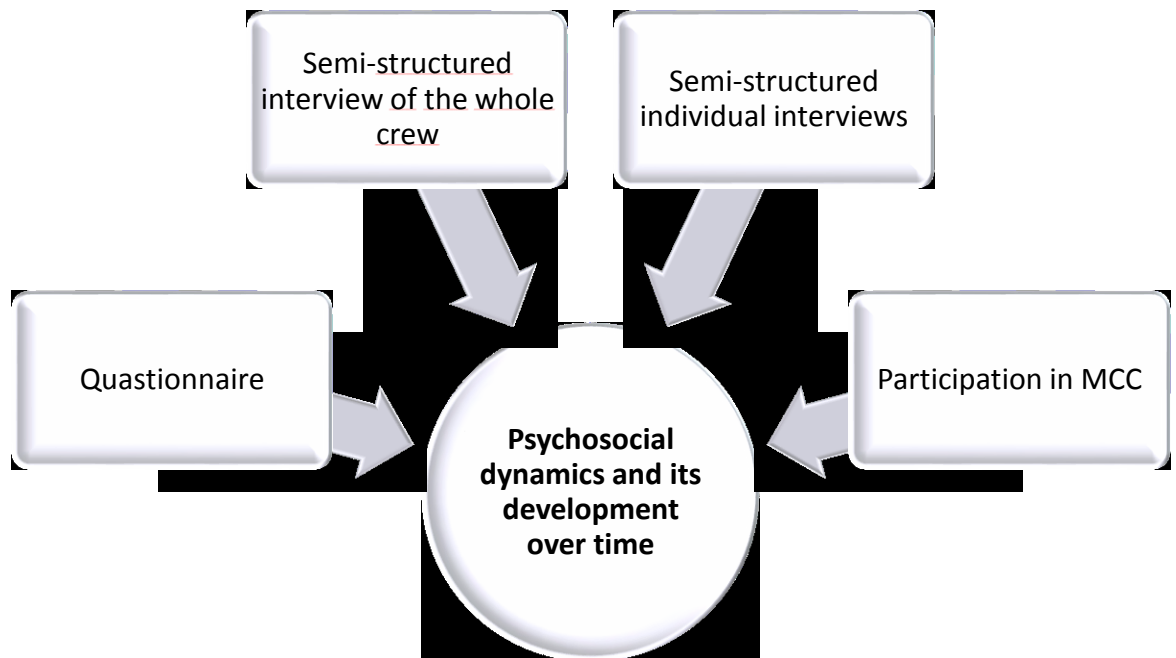 Semi-structured
interview of the whole
crew
Semi-structured
individual interviews
Quastionnaire
Participation in MCC
Psychosocial
dynamics and its
development
over time